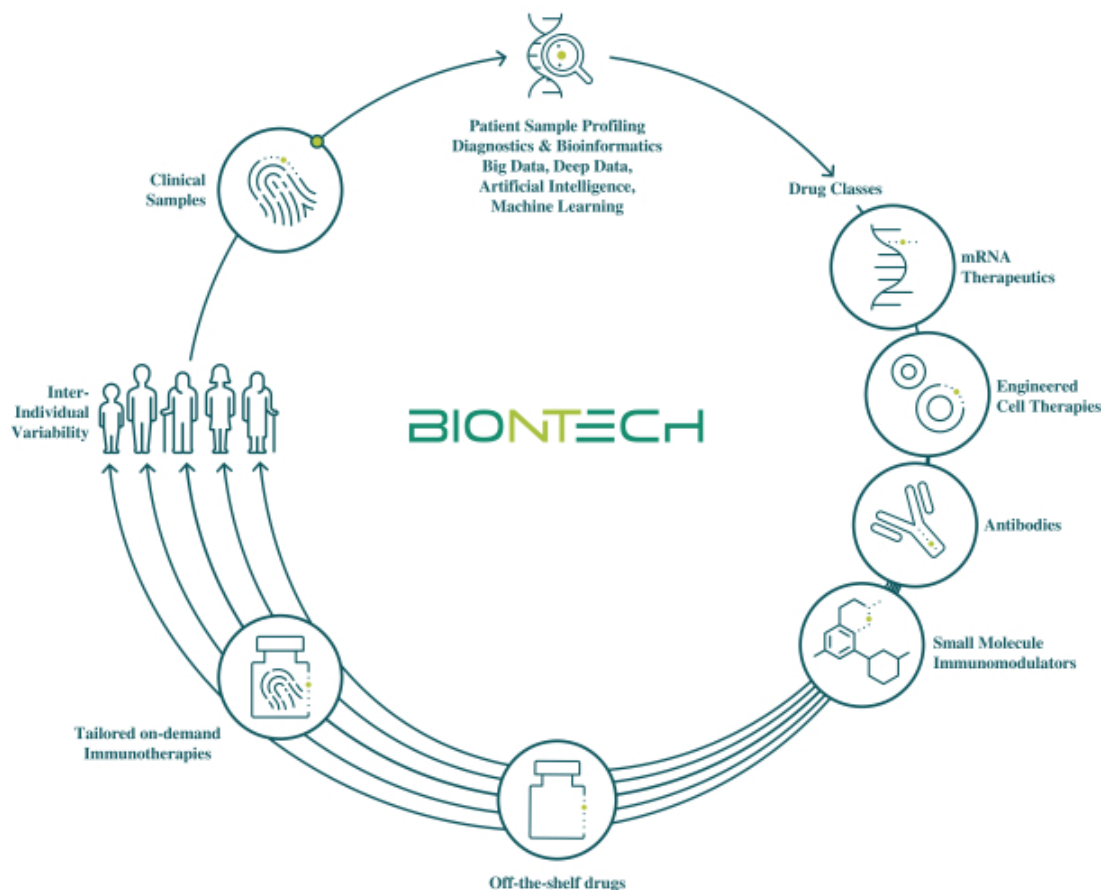 Patient Sample Profiling
Diagnostics & Bioinformatics
Big Data, Deep Data,
Artificial Intelligence,
Machine Learning
Clinical
Samples
Drug Classes
mRNA
Therapeutics
Inter-
Individual
Variability
BIONTECH
Engineered
Cell Therapies
Antibodies
Small Molecule
Immunomodulators
Tailored on-demand
Immunotherapies
Off-the-shelf drugs